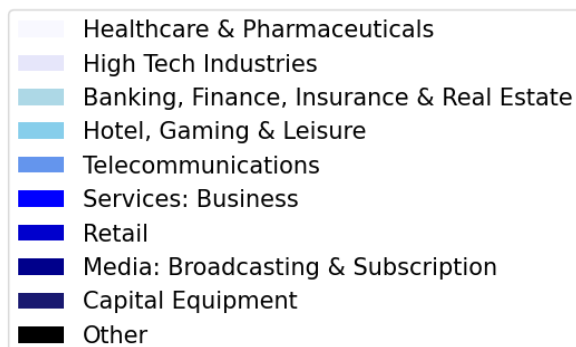 Healthcare & Pharmaceuticals
High Tech Industries
Banking, Finance, Insurance & Real Estate
Hotel, Gaming & Leisure
Telecommunications
Services: Business
Retail
Media: Broadcasting & Subscription
Capital Equipment
Other